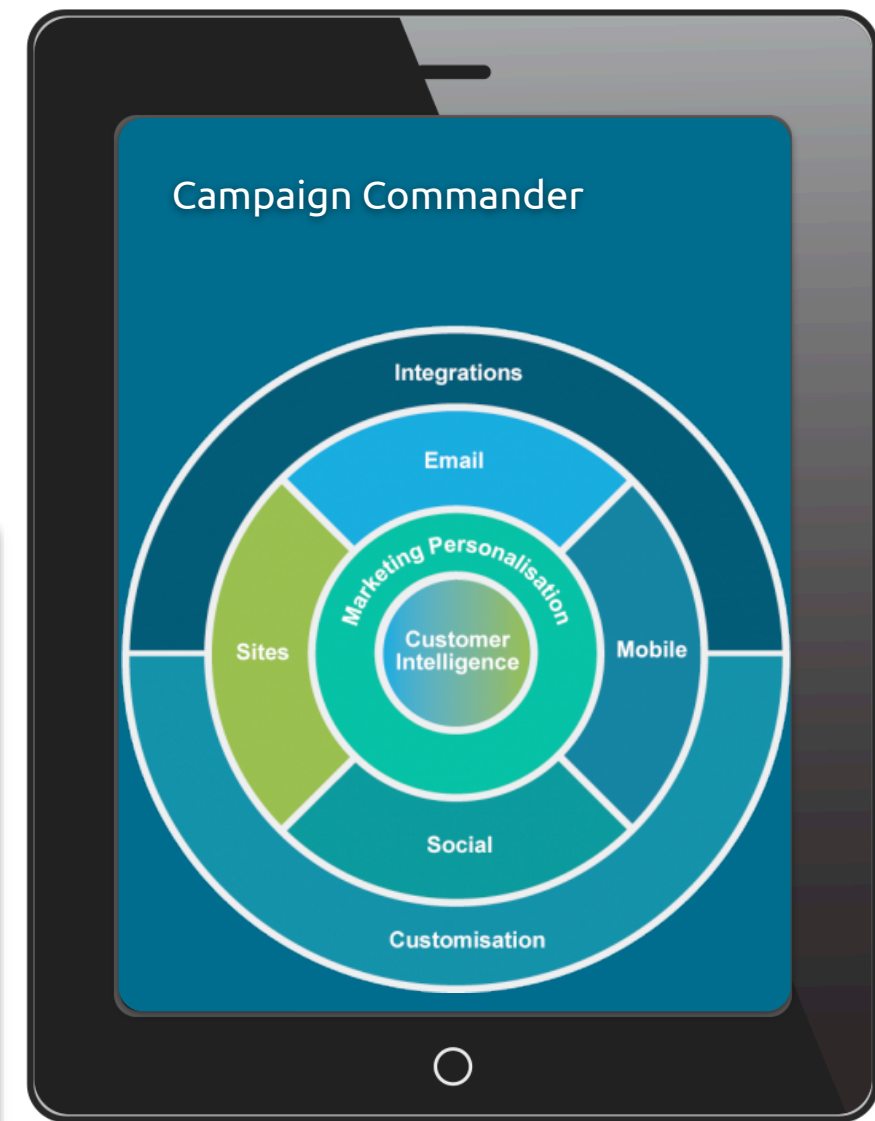 Campaign Commander
Integrations
Email
Marketing Personalisation
Customer
Intelligence
Sites
Mobile
Social
Customisation